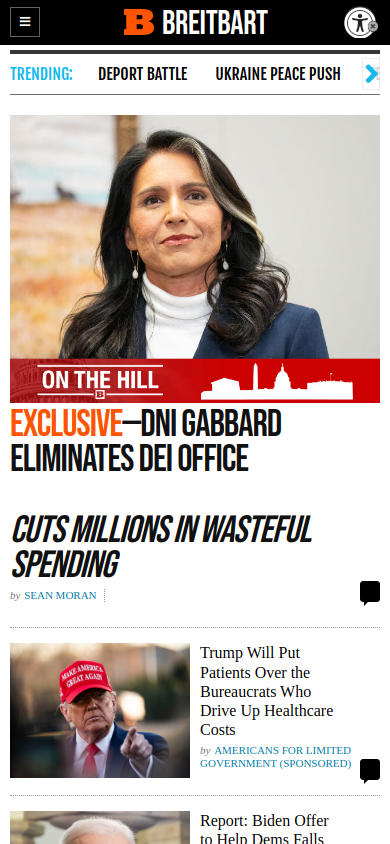 ≡
B BREITBART
TRENDING:
DEPORT BATTLE
UKRAINE PEACE PUSH
ON THE HILL
B
EXCLUSIVE—DNI GABBARD
ELIMINATES DEI OFFICE
CUTS MILLIONS IN WASTEFUL
SPENDING
by SEAN MORAN
MAKE AMERICA
GREAT AGAIN
Trump Will Put
Patients Over the
Bureaucrats Who
Drive Up Healthcare
Costs
by AMERICANS FOR LIMITED
GOVERNMENT (SPONSORED)
Report: Biden Offer
to Help Dems Falls